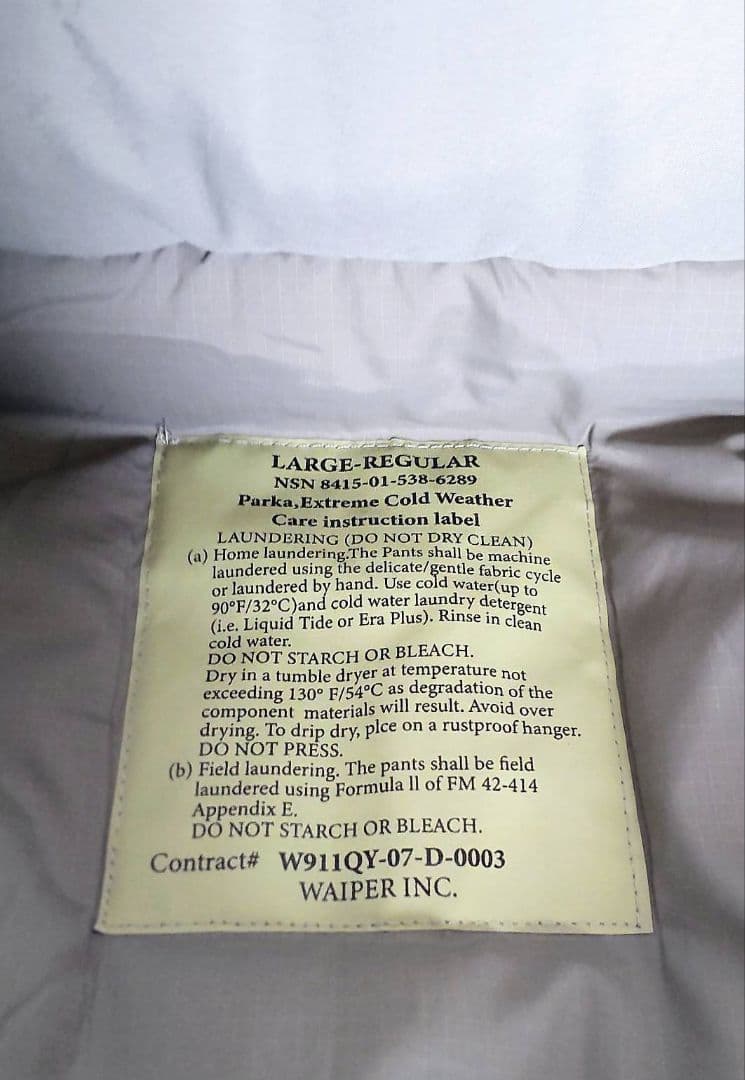 LARGE-REGULAR
NSN 8415-01-538-6289
Parka,Extreme Cold Weather
Care instruction label
LAUNDERING (DO NOT DRY CLEAN)
(a) Home laundering.The Pants shall be machine
laundered using the delicate/gentle fabric cycle
or laundered by hand. Use cold water(up to
90°F/32°C)and cold water laundry detergent
(i.e. Liquid Tide or Era Plus). Rinse in clean
cold water.
DO NOT STARCH OR BLEACH.
Dry in a tumble dryer at temperature not
exceeding 130° F/54°C as degradation of the
component materials will result. Avoid over
drying. To drip dry, plce on a rustproof hanger.
DO NOT PRESS.
(b) Field laundering. The pants shall be field
laundered using Formula ll of FM 42-414
Appendix E.
DO NOT STARCH OR BLEACH.
Contract# W911QY-07-D-0003
WAIPER INC.